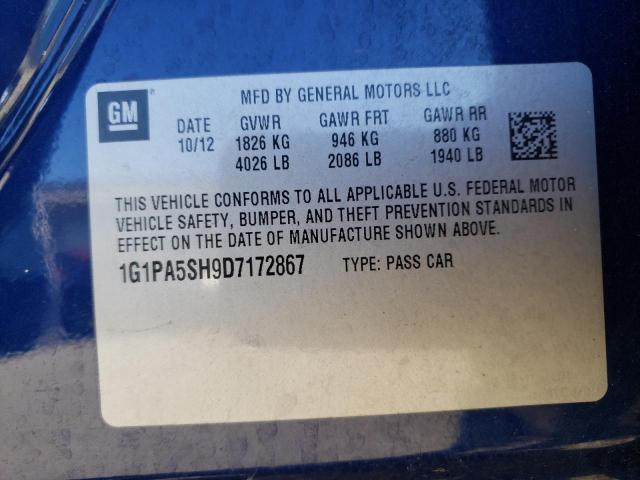 GM
MFD BY GENERAL MOTORS LLC
DATE GVWR GAWR FRT GAWR RR
10/12 1826 KG 946 KG 880 KG
4026 LB 2086 LB 1940 LB
THIS VEHICLE CONFORMS TO ALL APPLICABLE U.S. FEDERAL MOTOR
VEHICLE SAFETY, BUMPER, AND THEFT PREVENTION STANDARDS IN
EFFECT ON THE DATE OF MANUFACTURE SHOWN ABOVE.
1G1PA5SH9D7172867 TYPE: PASS CAR